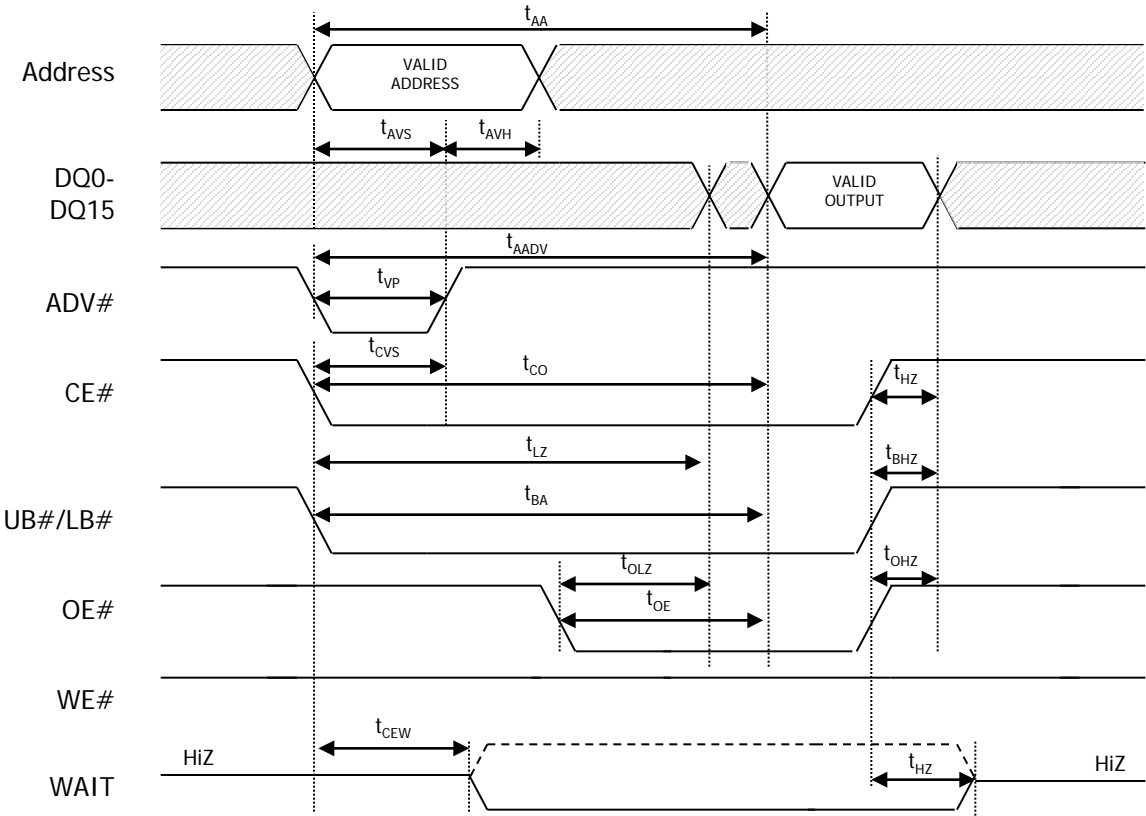 tAA
Address
VALID
ADDRESS
tAVS
tAVH
DQ0-
DQ15
VALID
OUTPUT
tAADV
ADV#
tVP
tCVS
CE#
tCO
tHZ
tLZ
tBHZ
UB#/LB#
tBA
tOLZ
tOHZ
OE#
tOE
WE#
tCEW
HiZ
WAIT
tHZ
HiZ